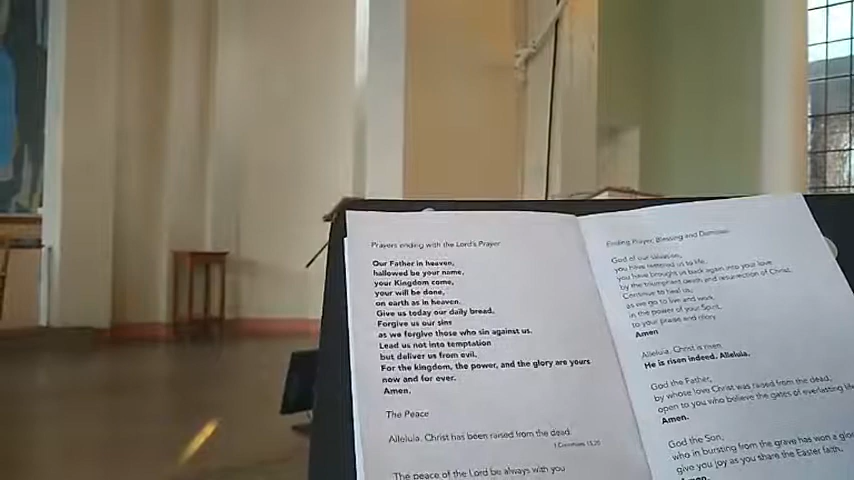 Prayers ending with the Lord's Prayer
Our Father in heaven,
hallowed be your name,
your Kingdom come,
your will be done,
on earth as in heaven.
Give us today our daily bread.
Forgive us our sins
as we forgive those who sin against us.
Lead us not into temptation
but deliver us from evil.
For the kingdom, the power, and the glory are yours
now and for ever.
Amen.
The Peace
Alleluia. Christ has been raised from the dead.
1 Corinthians 15.20
The peace of the Lord be always with you
Ending Prayer, Blessing and Dismissal
God of our salvation,
you have restored us to life,
you have brought us back again into your love
by the triumphant death and resurrection of Christ.
Continue to heal us,
as we go to live and work
in the power of your Spirit,
to your praise and glory.
Amen
Alleluia. Christ is risen.
He is risen indeed. Alleluia.
God the Father,
by whose love Christ was raised from the dead,
open to you who believe the gates of everlasting life
Amen.
God the Son,
who in bursting from the grave has won a
give you joy as you share the Easter faith.
Amen.